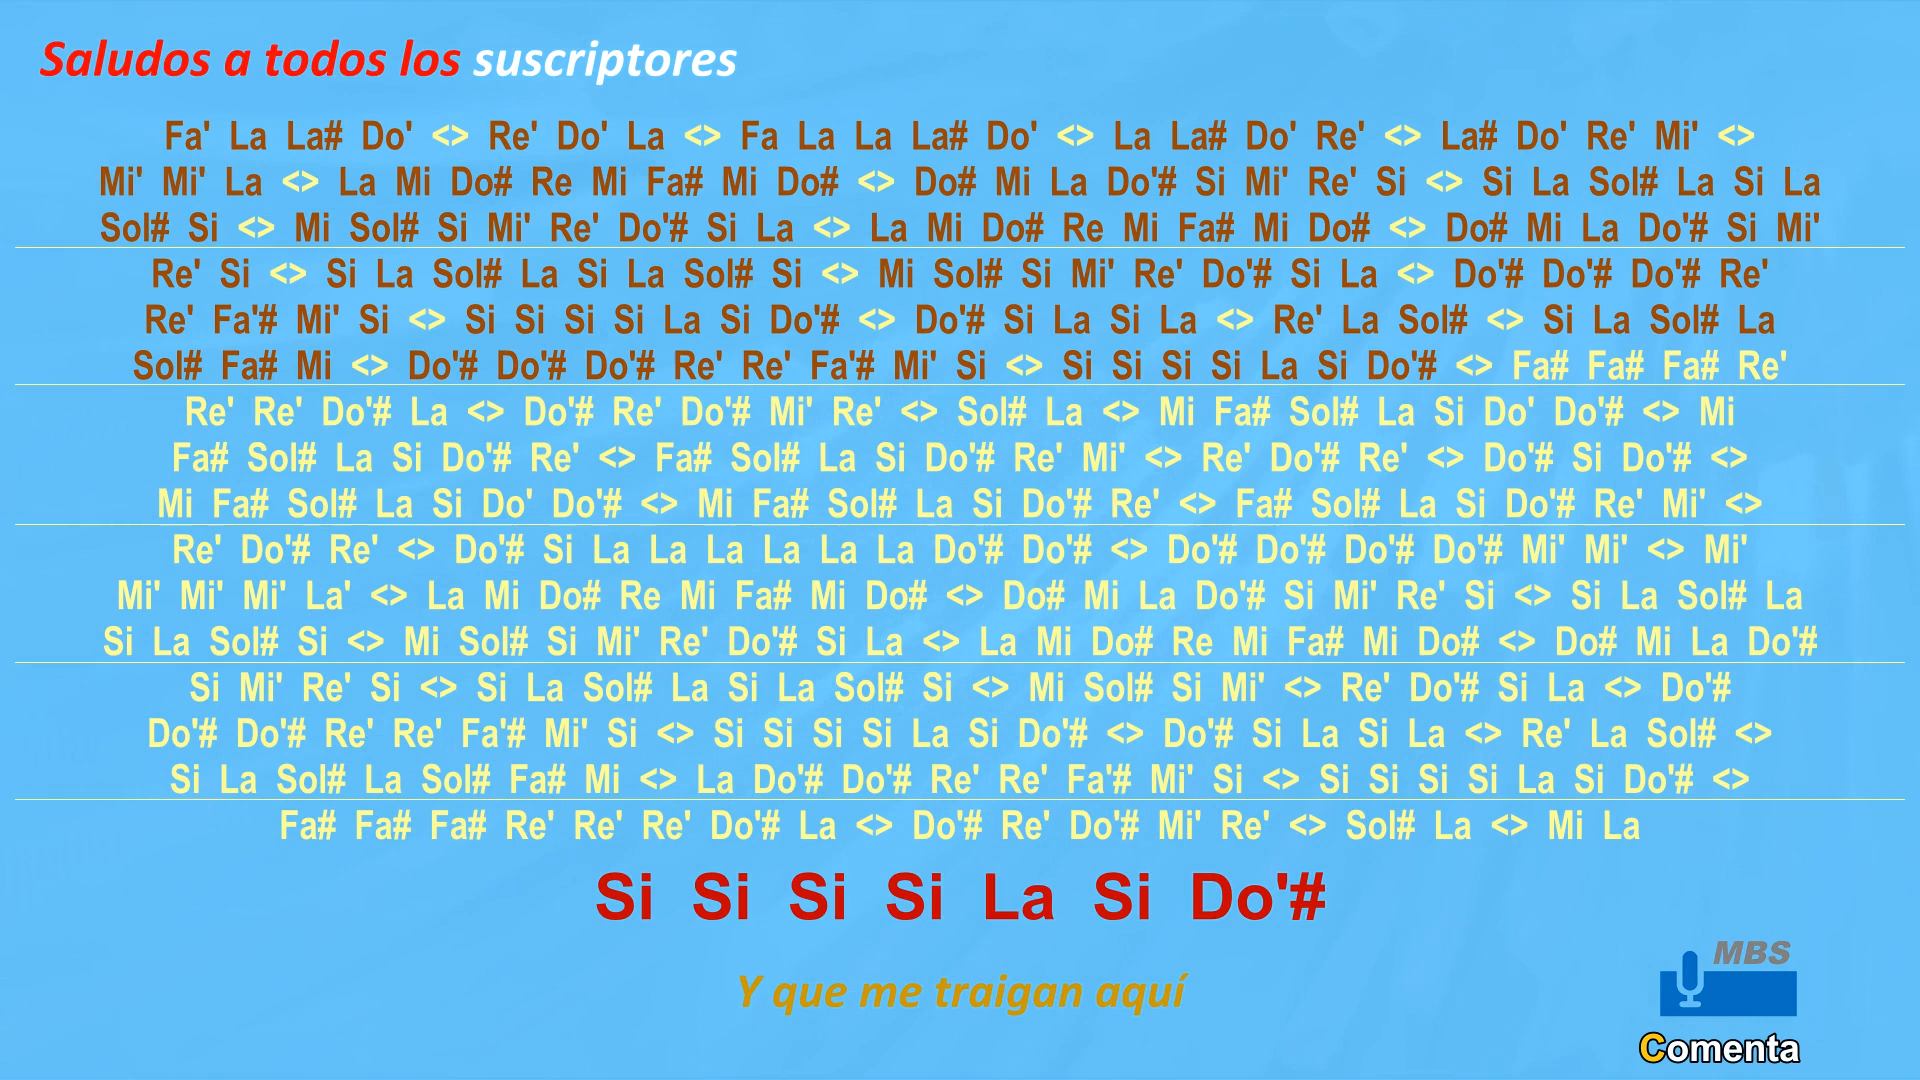 Saludos a todos los suscriptores
Fa' La La# Do' <> Re' Do' La <> Fa La La La# Do' <> La La# Do' Re' <> La# Do' Re' Mi' <>
Mi' Mi' La <> La Mi Do# Re Mi Fa# Mi Do# <> Do# Mi La Do'# Si Mi' Re' Si <> Si La Sol# La Si La
Sol# Si <> Mi Sol# Si Mi' Re' Do'# Si La <> La Mi Do# Re Mi Fa# Mi Do# <> Do# Mi La Do'# Si Mi'
Re' Si <> Si La Sol# La Si La Sol# Si <> Mi Sol# Si Mi' Re' Do'# Si La <> Do'# Do'# Do'# Re'
Re' Fa'# Mi' Si <> Si Si Si Si La Si Do'# <> Do'# Si La Si La <> Re' La Sol# <> Si La Sol# La
Sol# Fa# Mi <> Do'# Do'# Do'# Re' Re' Fa'# Mi' Si <> Si Si Si Si La Si Do'# <> Fa# Fa# Fa# Re'
Re' Re' Do'# La <> Do'# Re' Do'# Mi' Re' <> Sol# La <> Mi Fa# Sol# La Si Do' Do'# <> Mi
Fa# Sol# La Si Do'# Re' <> Fa# Sol# La Si Do'# Re' Mi' <> Re' Do'# Re' <> Do'# Si Do'# <>
Mi Fa# Sol# La Si Do' Do'# <> Mi Fa# Sol# La Si Do'# Re' <> Fa# Sol# La Si Do'# Re' Mi' <>
Re' Do'# Re' <> Do'# Si La La La La La La Do'# Do'# <> Do'# Do'# Do'# Do'# Mi' Mi' <> Mi'
Mi' Mi' Mi' La' <> La Mi Do# Re Mi Fa# Mi Do# <> Do# Mi La Do'# Si Mi' Re' Si <> Si La Sol# La
Si La Sol# Si <> Mi Sol# Si Mi' Re' Do'# Si La <> La Mi Do# Re Mi Fa# Mi Do# <> Do# Mi La Do'#
Si Mi' Re' Si <> Si La Sol# La Si La Sol# Si <> Mi Sol# Si Mi' <> Re' Do'# Si La <> Do'#
Do'# Do'# Re' Re' Fa'# Mi' Si <> Si Si Si Si La Si Do'# <> Do'# Si La Si La <> Re' La Sol# <>
Si La Sol# La Sol# Fa# Mi <> La Do'# Do'# Re' Re' Fa'# Mi' Si <> Si Si Si Si La Si Do'# <>
Fa# Fa# Fa# Re' Re' Re' Do'# La <> Do'# Re' Do'# Mi' Re' <> Sol# La <> Mi La
Si Si Si Si La Si Do'#
Y que me traigan aquí
MBS
Comenta